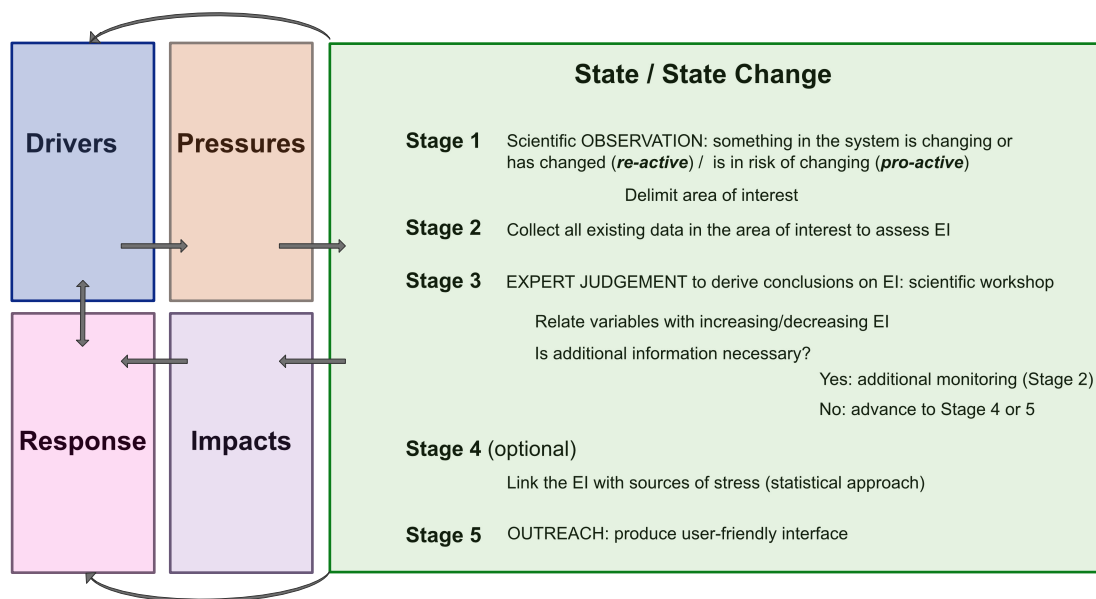 Drivers
Pressures
Response
Impacts
State / State Change
Stage 1
Scientific OBSERVATION: something in the system is changing or
has changed (re-active) / is in risk of changing (pro-active)
Delimit area of interest
Stage 2
Collect all existing data in the area of interest to assess EI
Stage 3
EXPERT JUDGEMENT to derive conclusions on EI: scientific workshop
Relate variables with increasing/decreasing EI
Is additional information necessary?
Yes: additional monitoring (Stage 2)
No: advance to Stage 4 or 5
Stage 4 (optional)
Link the EI with sources of stress (statistical approach)
Stage 5
OUTREACH: produce user-friendly interface